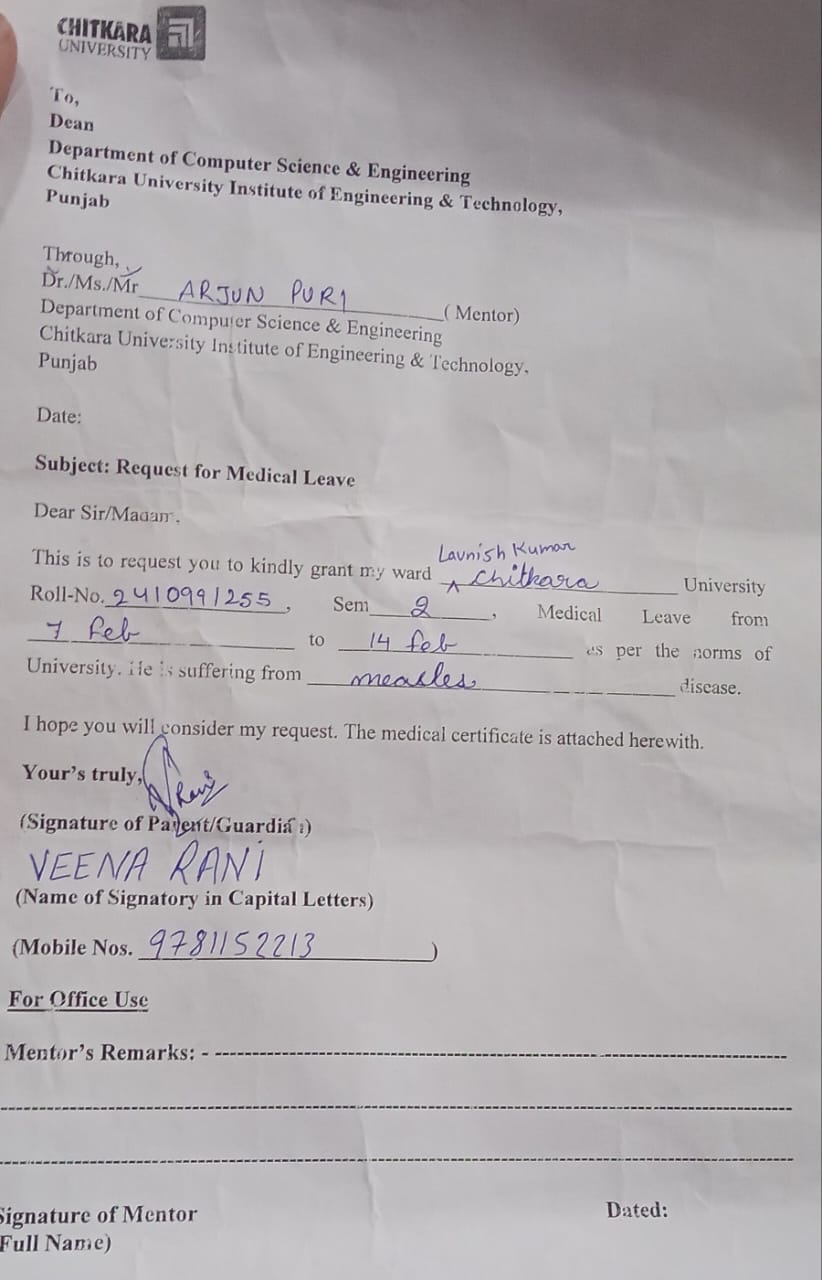 CHITKARA
UNIVERSITY
To,
Dean
Department of Computer Science & Engineering
Chitkara University Institute of Engineering & Technology,
Punjab
Through,
Dr./Ms./Mr ARJUN PURI (Mentor)
Department of Computer Science & Engineering
Chitkara University Institute of Engineering & Technology,
Punjab
Date:
Subject: Request for Medical Leave
Dear Sir/Madam,
Lavnish Kumar
This is to request you to kindly grant my ward Chitkara University
Roll-No. 2410991255, Sem 2, Medical Leave from
7 feb to 14 feb as per the norms of
University. He is suffering from measles disease.
I hope you will consider my request. The medical certificate is attached herewith.
Your's truly,
(Signature of Parent/Guardian)
VEENA RANI
(Name of Signatory in Capital Letters)
(Mobile Nos. 9781152213)
For Office Use
Mentor's Remarks: -
Signature of Mentor Dated:
Full Name)